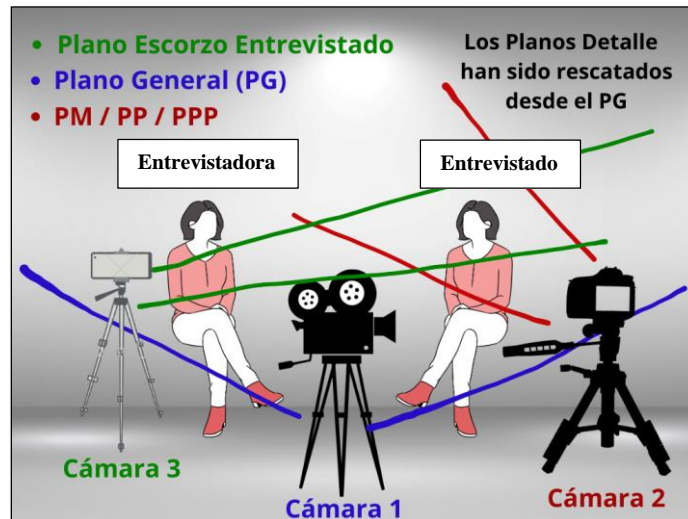 • Plano Escorzo Entrevistado
• Plano General (PG)
• PM / PP / PPP
Los Planos Detalle
han sido rescatados
desde el PG
Entrevistadora
Entrevistado
Cámara 3
Cámara 1
Cámara 2